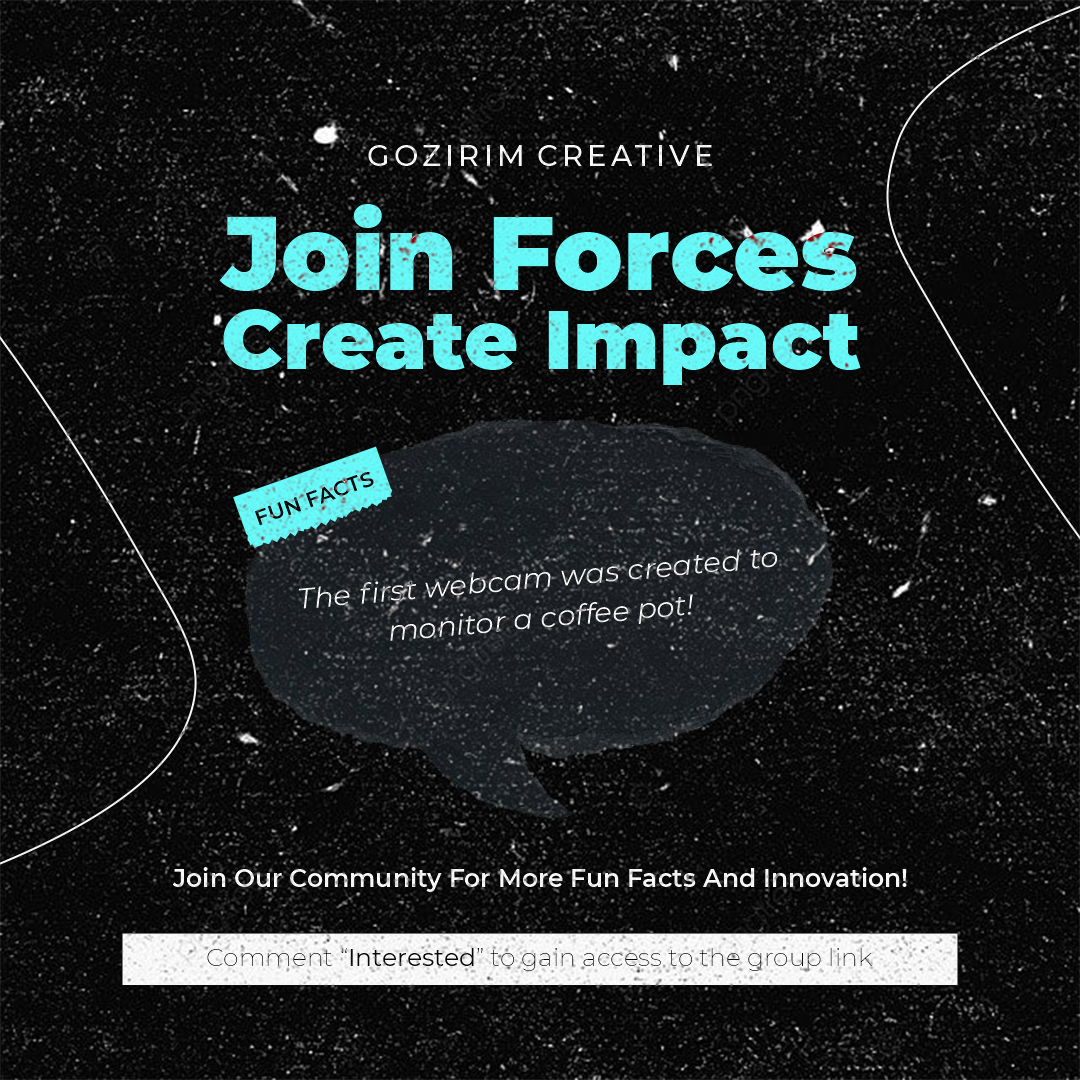 GOZIRIM CREATIVE
Join Forces
Create Impact
FUN FACTS
The first webcam was created to
monitor a coffee pot!
Join Our Community For More Fun Facts And Innovation!
Comment “Interested” to gain access to the group link